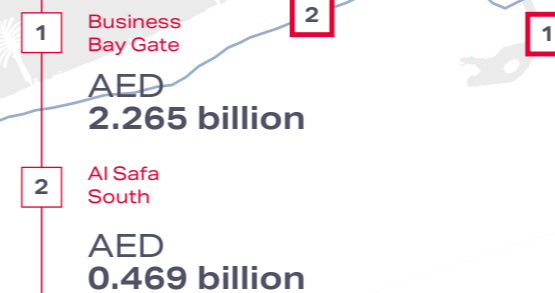 1
Business
Bay Gate
AED
2.265 billion
2
Al Safa
South
AED
0.469 billion
2
1